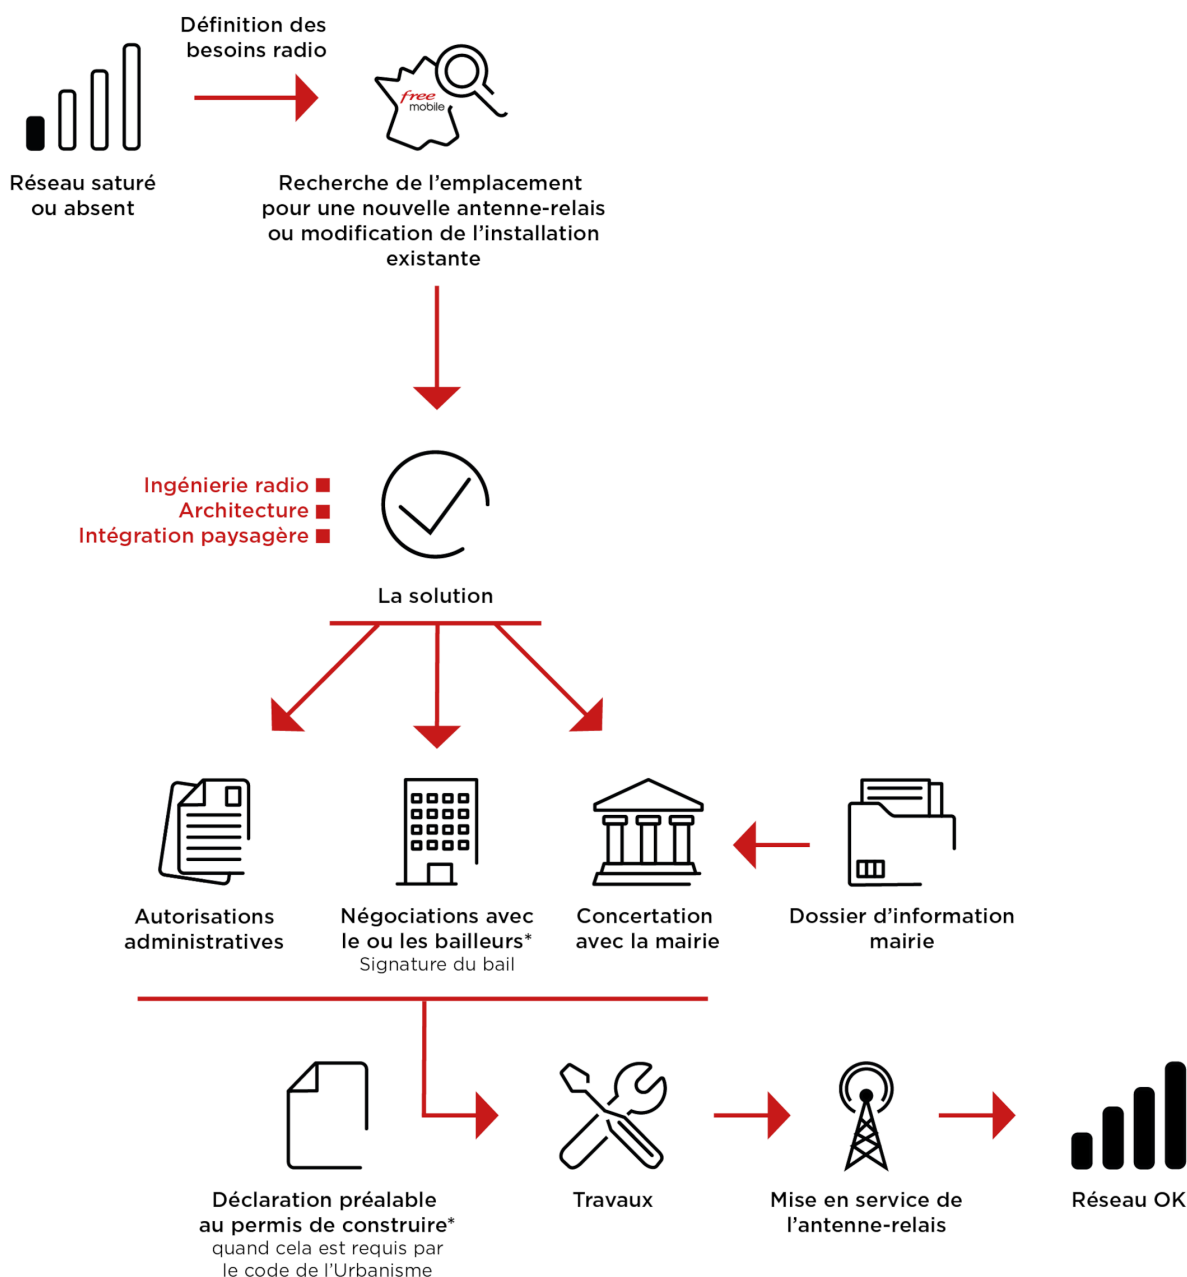 Définition des
besoins radio
free
mobile
Réseau saturé
ou absent
Recherche de l’emplacement
pour une nouvelle antenne-relais
ou modification de l’installation
existante
Ingénierie radio
Architecture
Intégration paysagère
La solution
Autorisations
administratives
Négociations avec
le ou les bailleurs*
Signature du bail
Concertation
avec la mairie
Dossier d’information
mairie
Déclaration préalable
au permis de construire*
quand cela est requis par
le code de l’Urbanisme
Travaux
Mise en service de
l’antenne-relais
Réseau OK